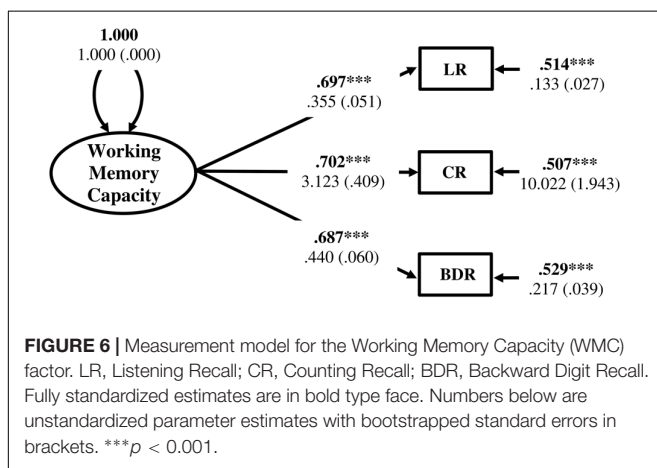 1.000
1.000 (.000)
Working
Memory
Capacity
.697***
.355 (.051)
LR
.514***
.133 (.027)
.702***
3.123 (.409)
CR
.507***
10.022 (1.943)
.687***
.440 (.060)
BDR
.529***
.217 (.039)
FIGURE 6 | Measurement model for the Working Memory Capacity (WMC)
factor. LR, Listening Recall; CR, Counting Recall; BDR, Backward Digit Recall.
Fully standardized estimates are in bold type face. Numbers below are
unstandardized parameter estimates with bootstrapped standard errors in
brackets. ***p < 0.001.